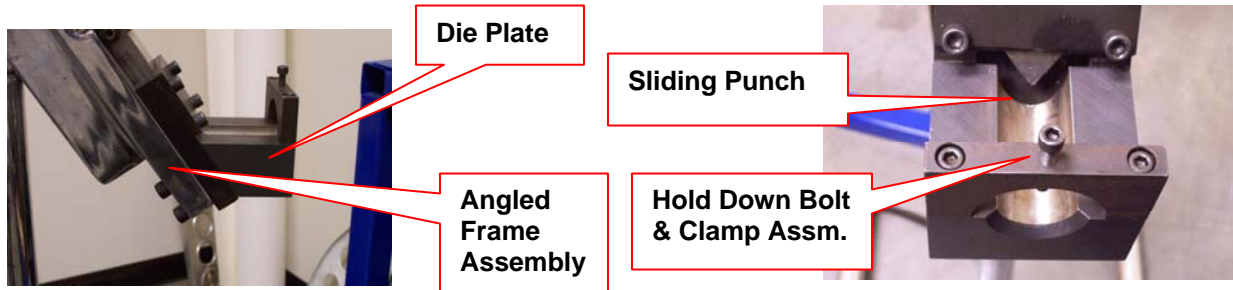 Die Plate
Sliding Punch
Angled
Frame
Assembly
Hold Down Bolt
& Clamp Assm.